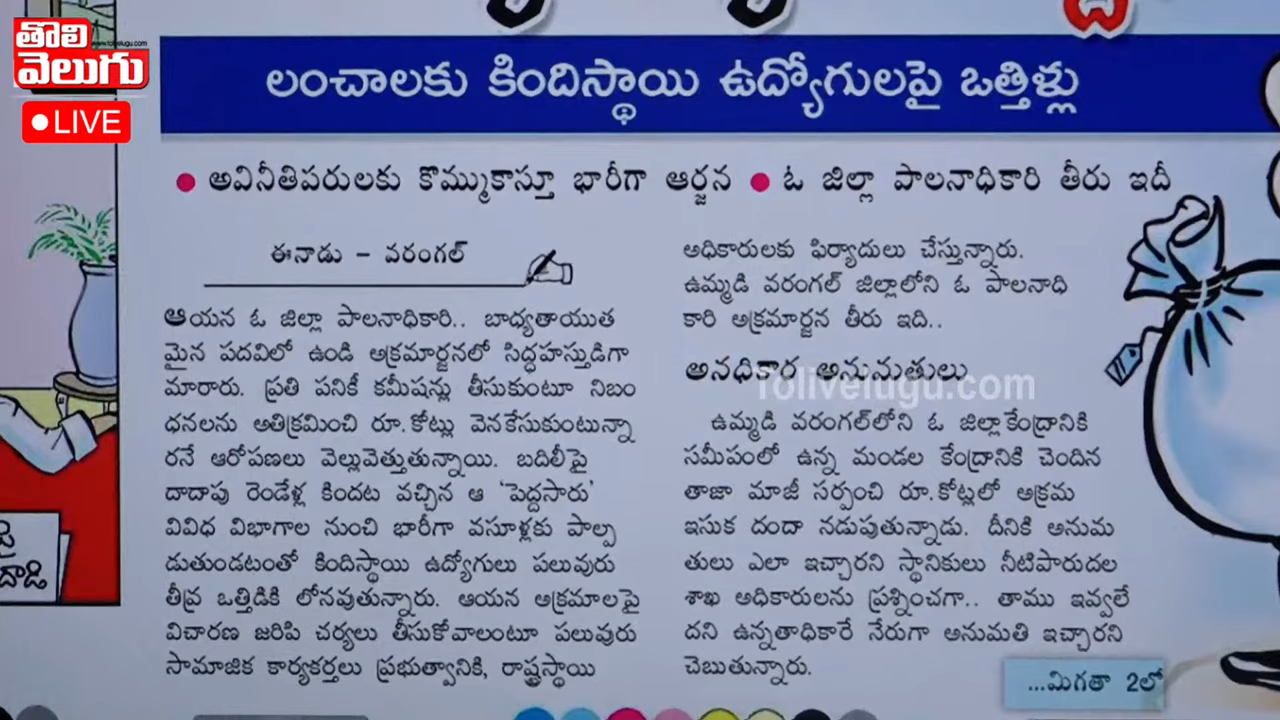 తొలి
www.tolivelugu.com
వెలుగు
LIVE
లంచాలకు కిందిస్థాయి ఉద్యోగులపై ఒత్తిళ్లు
● అవినీతిపరులకు కొమ్ముకాస్తూ భారీగా ఆర్జన ● ఓ జిల్లా పాలనాధికారి తీరు ఇదీ
ఈనాడు - వరంగల్
ఆయన ఓ జిల్లా పాలనాధికారి.. బాధ్యతాయుత
మైన పదవిలో ఉండి అక్రమార్జనలో సిద్ధహస్తుడిగా
మారారు. ప్రతి పనికీ కమీషన్లు తీసుకుంటూ నిబం
ధనలను అతిక్రమించి రూ.కోట్లు వెనకేసుకుంటున్నా
రనే ఆరోపణలు వెల్లువెత్తుతున్నాయి. బదిలీపై
దాదాపు రెండేళ్ల కిందట వచ్చిన ఆ 'పెద్దసారు'
వివిధ విభాగాల నుంచి భారీగా వసూళ్లకు పాల్ప
డుతుండటంతో కిందిస్థాయి ఉద్యోగులు పలువురు
తీవ్ర ఒత్తిడికి లోనవుతున్నారు. ఆయన అక్రమాలపై
విచారణ జరిపి చర్యలు తీసుకోవాలంటూ పలువురు
సామాజిక కార్యకర్తలు ప్రభుత్వానికి, రాష్ట్రస్థాయి
అధికారులకు ఫిర్యాదులు చేస్తున్నారు.
ఉమ్మడి వరంగల్ జిల్లాలోని ఓ పాలనాధి
కారి అక్రమార్జన తీరు ఇది..
అనధికార అనుమతులు
Tolivelugu.com
ఉమ్మడి వరంగల్‌లోని ఓ జిల్లాకేంద్రానికి
సమీపంలో ఉన్న మండల కేంద్రానికి చెందిన
తాజా మాజీ సర్పంచి రూ.కోట్లలో అక్రమ
ఇసుక దందా నడుపుతున్నాడు. దీనికి అనుమ
తులు ఎలా ఇచ్చారని స్థానికులు నీటిపారుదల
శాఖ అధికారులను ప్రశ్నించగా.. తాము ఇవ్వలే
దని ఉన్నతాధికారే నేరుగా అనుమతి ఇచ్చారని
చెబుతున్నారు.
...మిగతా 2లో